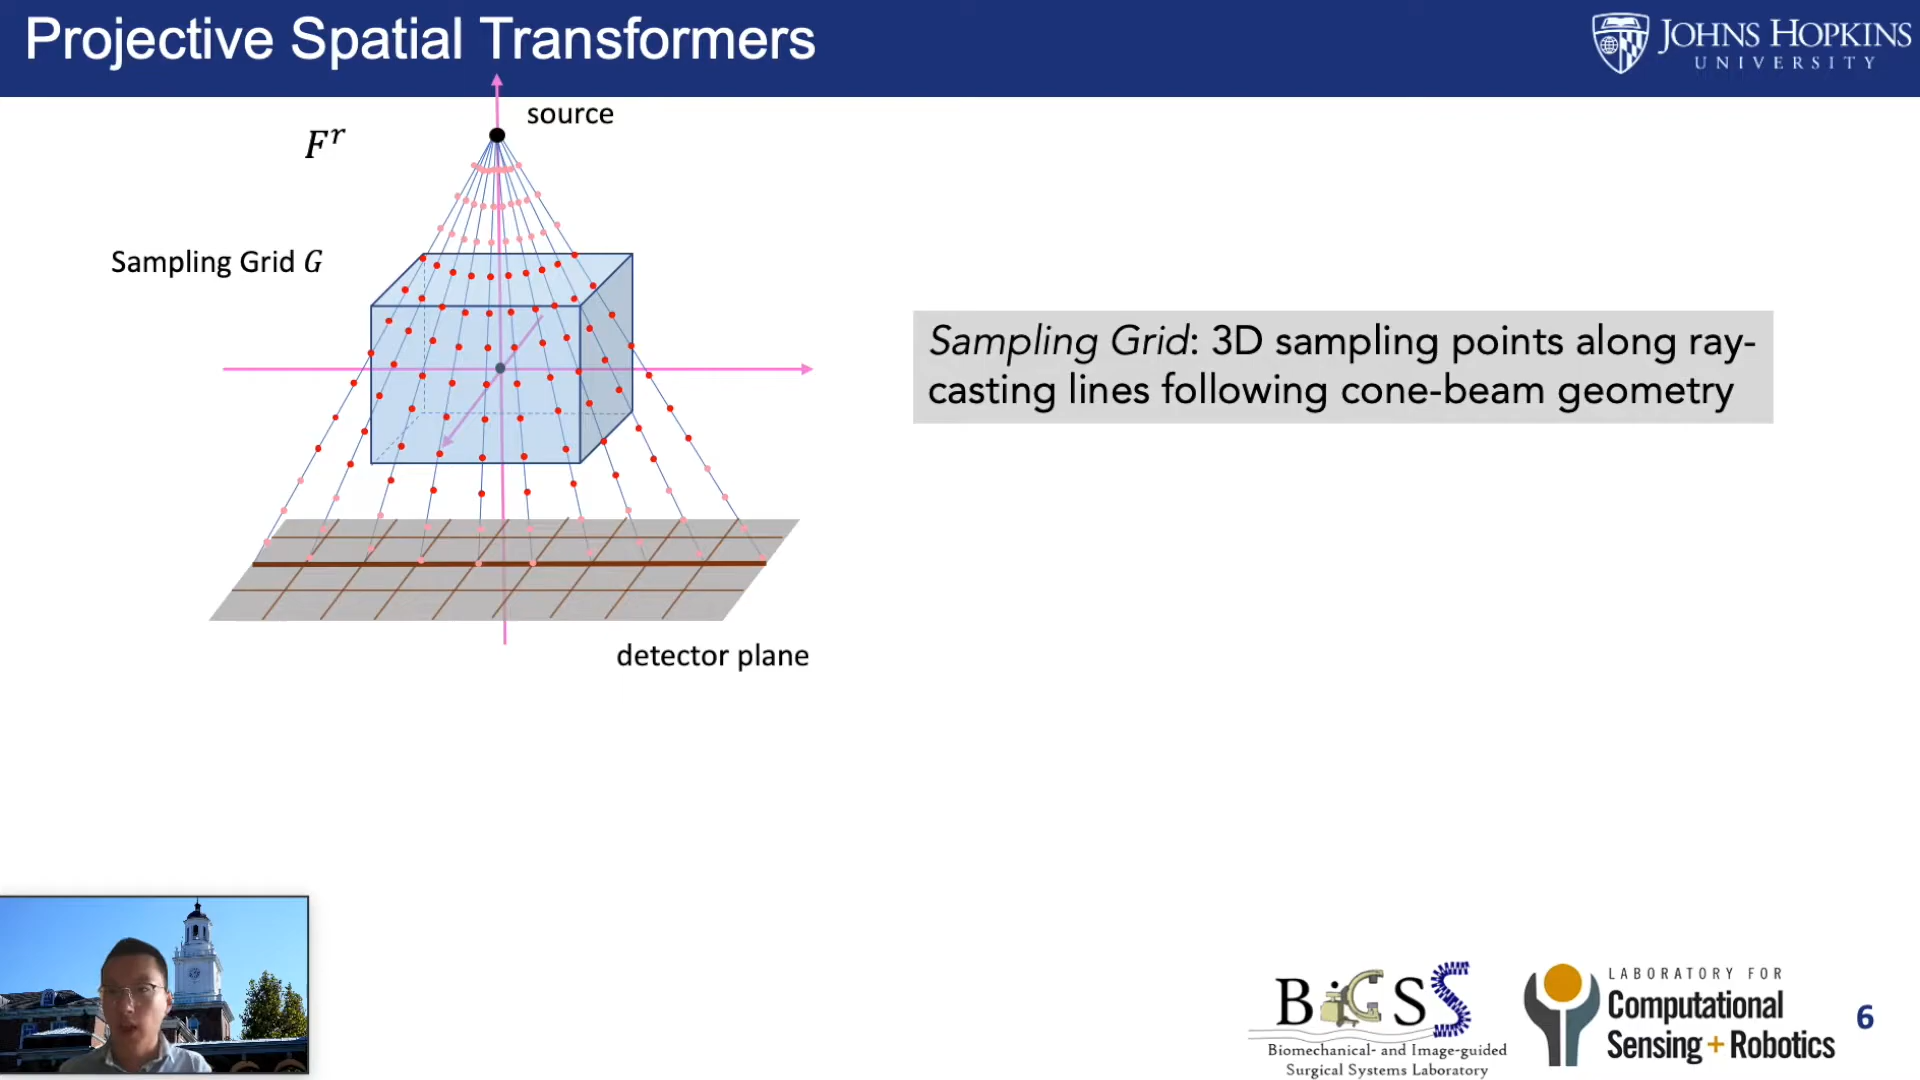 Projective Spatial Transformers
JOHNS HOPKINS
UNIVERSITY
source
F^r
Sampling Grid G
Sampling Grid: 3D sampling points along ray-
casting lines following cone-beam geometry
detector plane
BIGSS
Biomechanical- and Image-guided
Surgical Systems Laboratory
LABORATORY FOR
Computational
Sensing + Robotics
6